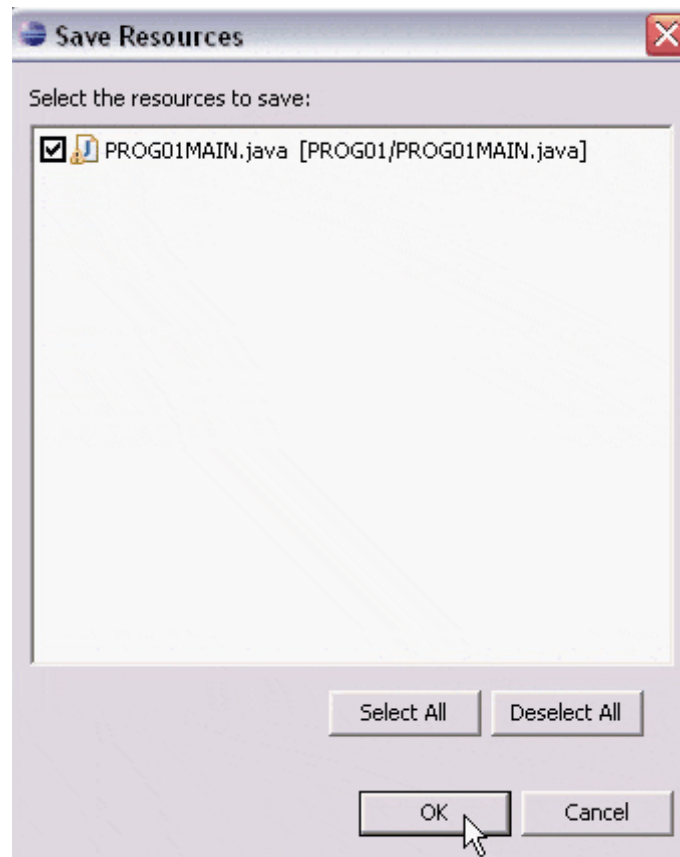 Save Resources
Select the resources to save:
PROG01MAIN.java [PROG01/PROG01MAIN.java]
Select All Deselect All
OK Cancel